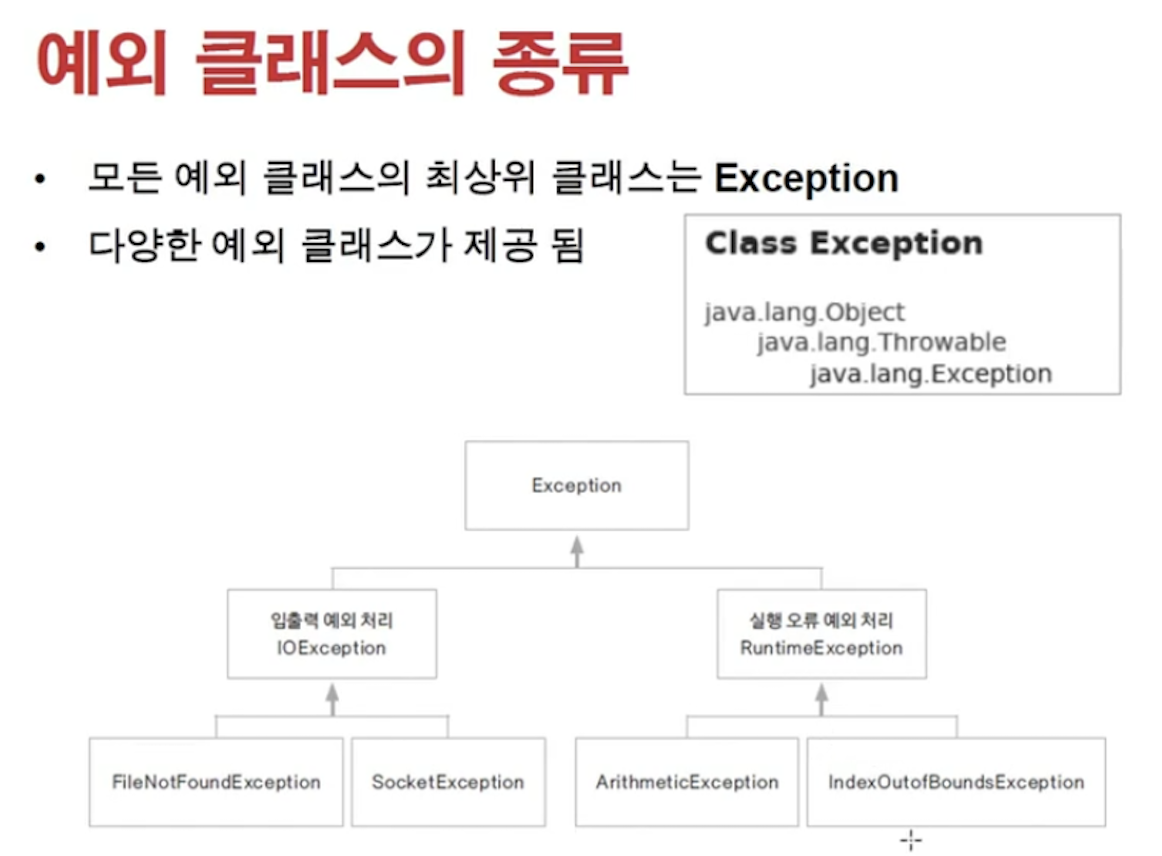 예외 클래스의 종류
• 모든 예외 클래스의 최상위 클래스는 Exception
• 다양한 예외 클래스가 제공 됨
Class Exception
java.lang.Object
java.lang.Throwable
java.lang.Exception
Exception
입출력 예외 처리
IOException
실행 오류 예외 처리
RuntimeException
FileNotFoundException
SocketException
ArithmeticException
IndexOutofBoundsException